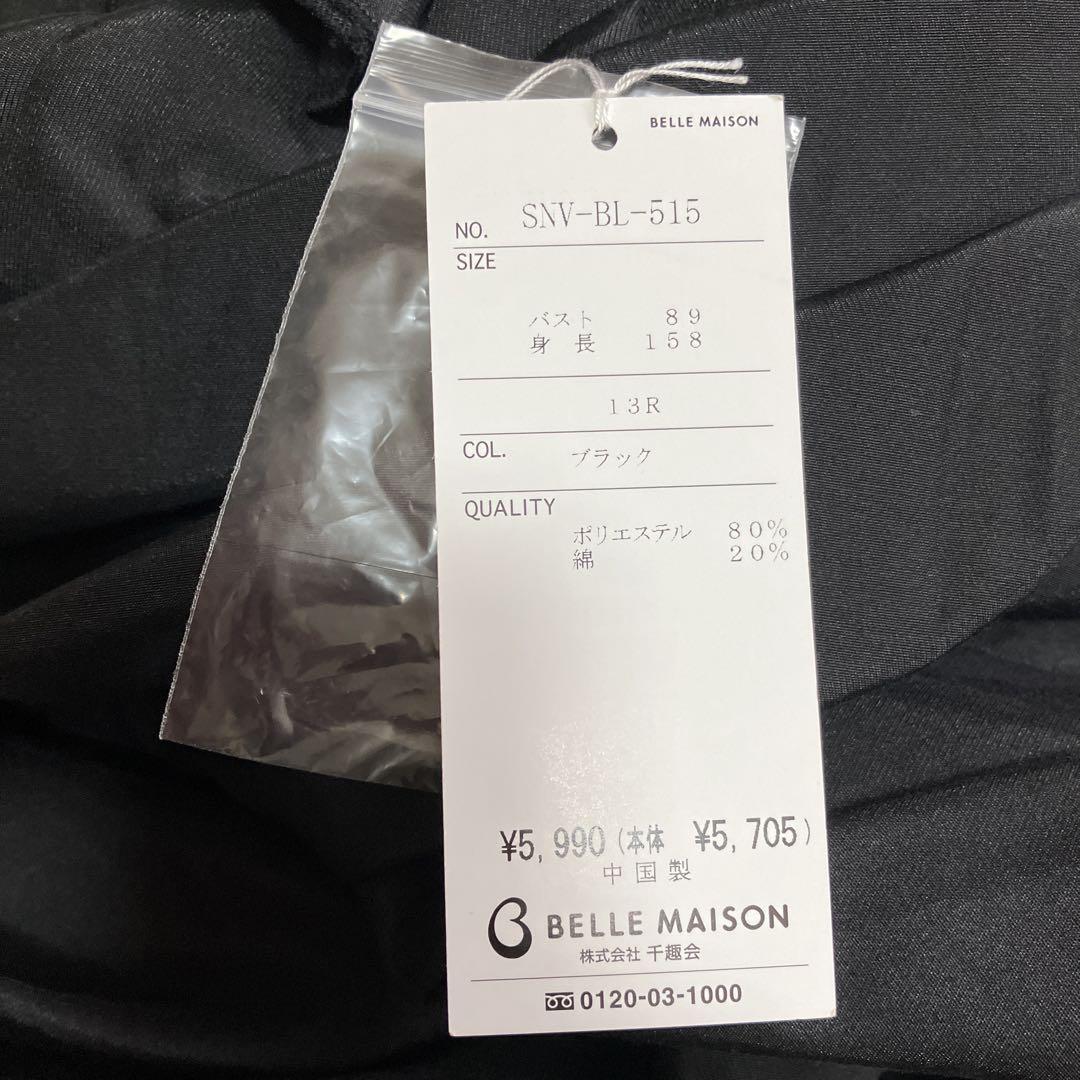 BELLE MAISON
NO. SNV-BL-515
SIZE
バスト 89
身長 158
13R
COL. ブラック
QUALITY
ポリエステル 80%
綿 20%
¥5,990(本体 ¥5,705)
中国製
BELLE MAISON
株式会社 千趣会
0120-03-1000